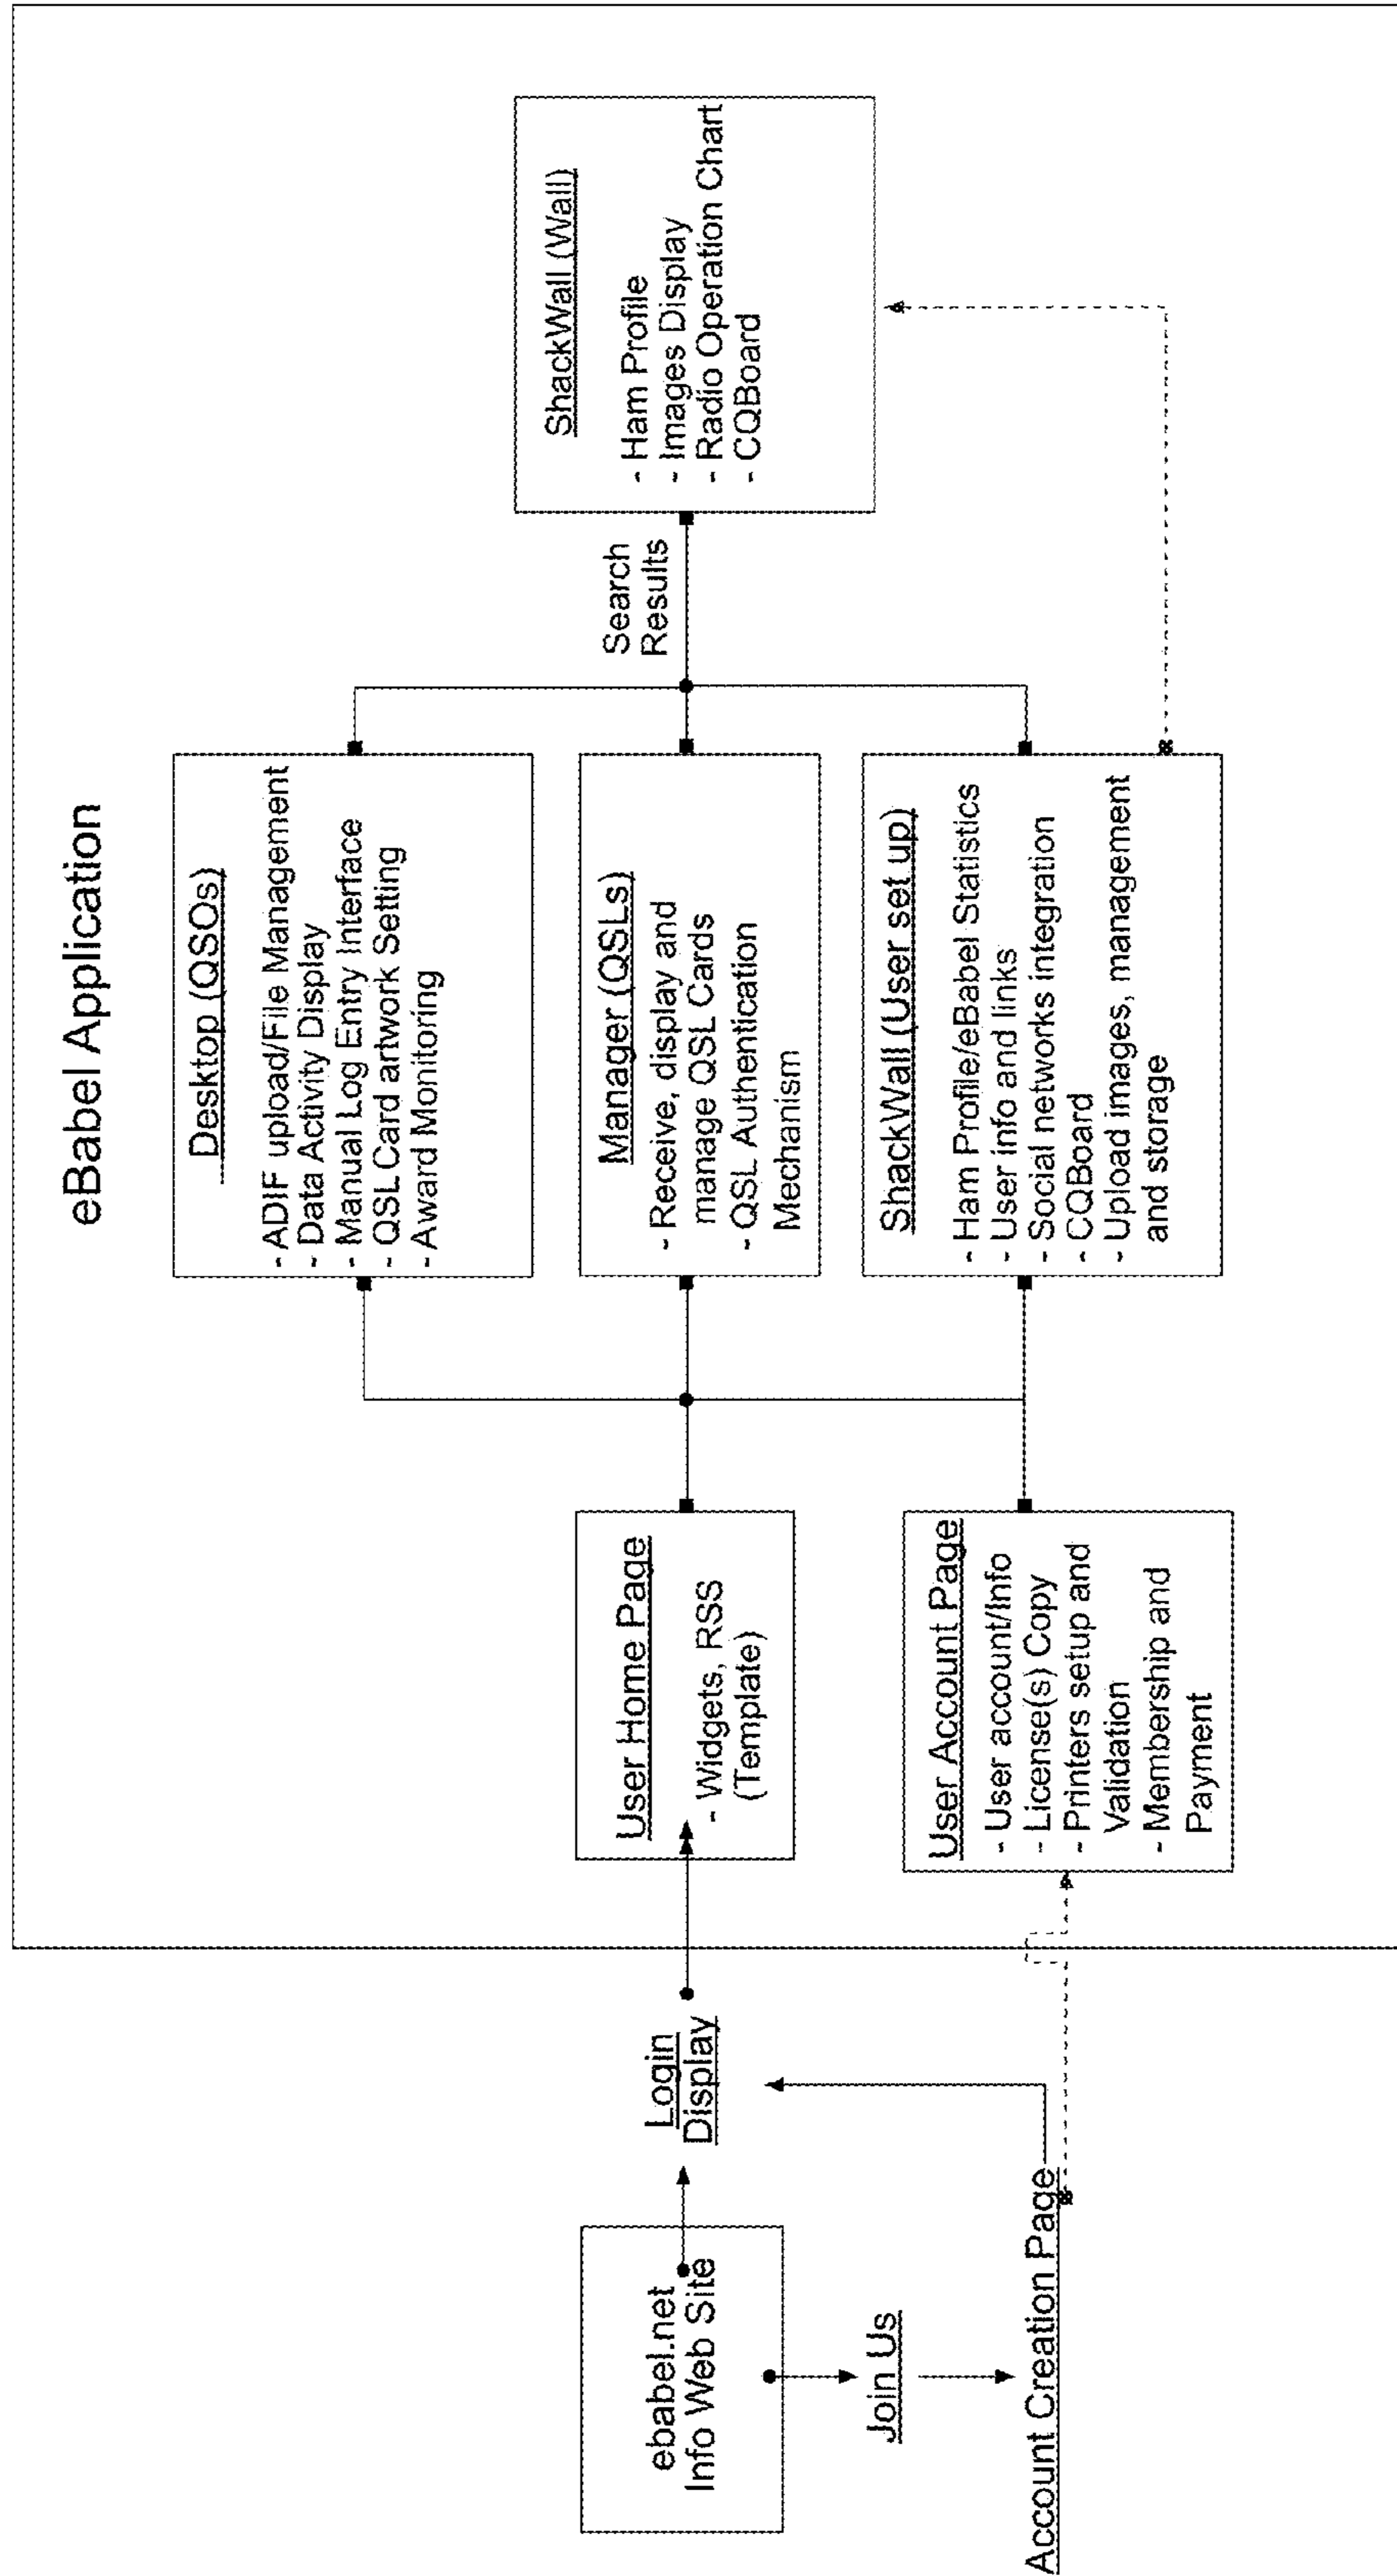 eBabel Application
ebabel.net
Info Web Site
Join Us
Account Creation Page
Login
Display
User Home Page
- Widgets, RSS
(Template)
User Account Page
- User account/Info
- License(s) Copy
- Printers setup and
Validation
- Membership and
Payment
Desktop (QSOs)
- ADIF upload/File Management
- Data Activity Display
- Manual Log Entry Interface
- QSL Card artwork Setting
- Award Monitoring
Manager (QSLs)
- Receive, display and
manage QSL Cards
- QSL Authentication
Mechanism
ShackWall (User set up)
- Ham Profile/eBabel Statistics
- User info and links
- Social networks integration
- CQBoard
- Upload images, management
and storage
Search
Results
ShackWall (Wall)
- Ham Profile
- Images Display
- Radio Operation Chart
- CQBoard